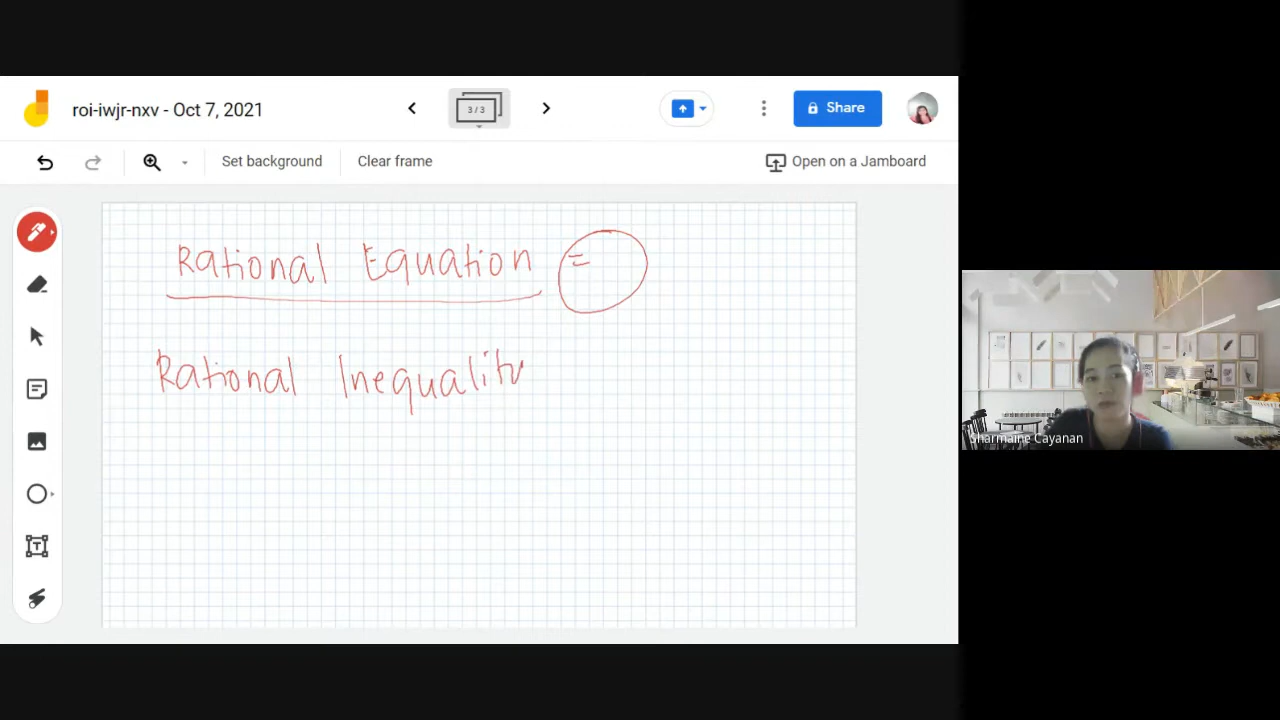 roi-iwjr-nxv - Oct 7, 2021
3 / 3
Share
Set background
Clear frame
Open on a Jamboard
Rational Equation =
Rational Inequality
T
Sharmaine Cayanan